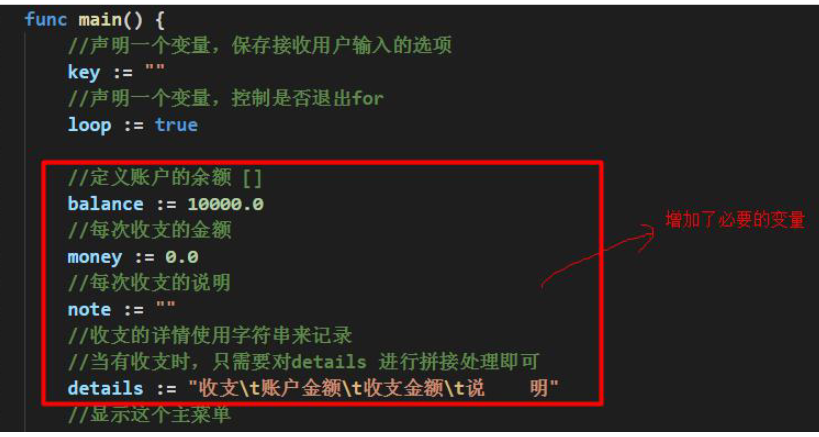 func main() {
//声明一个变量，保存接收用户输入的选项
key := ""
//声明一个变量，控制是否退出for
loop := true
//定义账户的余额 []
balance := 10000.0
//每次收支的金额
money := 0.0
//每次收支的说明
note := ""
//收支的详情使用字符串来记录
//当有收支时，只需要对details 进行拼接处理即可
details := "收支\t账户金额\t收支金额\t说    明"
//显示这个主菜单
增加了必要的变量